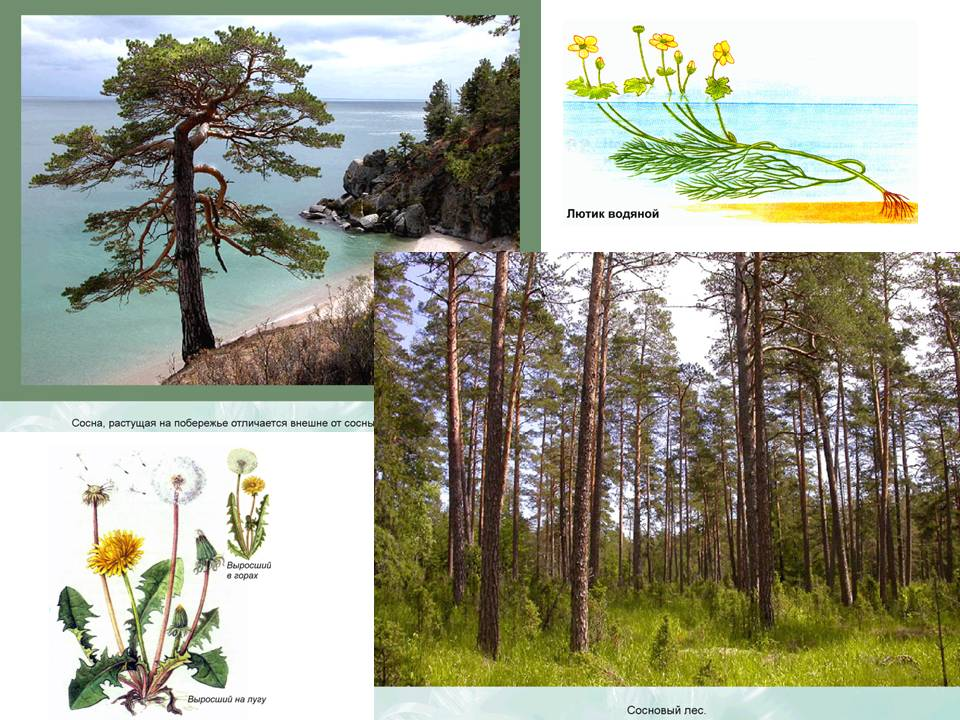 Лютик водяной
Сосна, растущая на побережье отличается внешне от сосны
Выросший
в горах
Выросший на лугу
Сосновый лес.